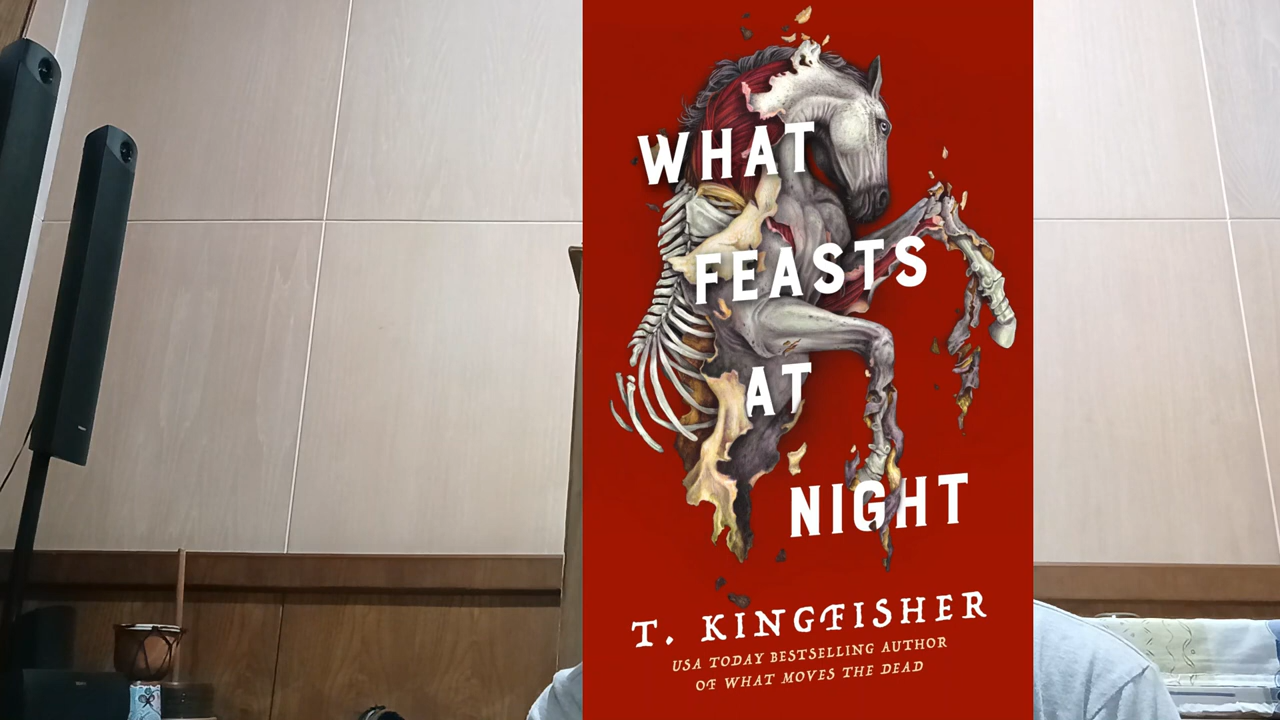 WHAT
FEASTS
AT
NIGHT
T. KINGFISHER
USA TODAY BESTSELLING AUTHOR
OF WHAT MOVES THE DEAD